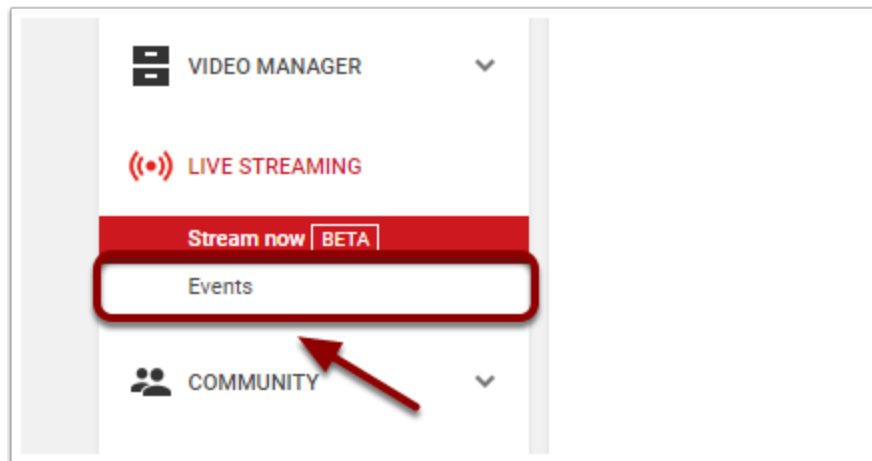 VIDEO MANAGER
LIVE STREAMING
Stream now BETA
Events
COMMUNITY